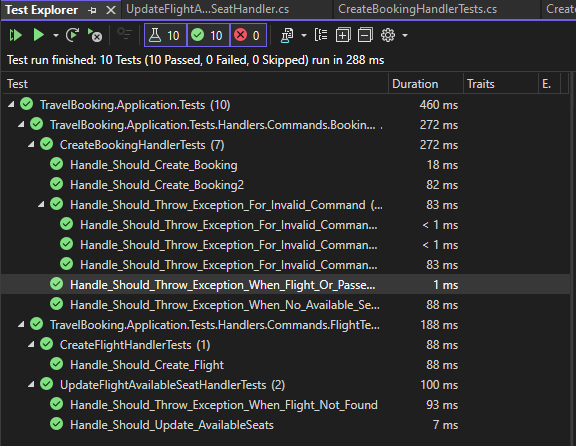 Test Explorer
UpdateFlightA...SeatHandler.cs
CreateBookingHandlerTests.cs
Create
10 10 0
Test run finished: 10 Tests (10 Passed, 0 Failed, 0 Skipped) run in 288 ms
Test Duration Traits E.
TravelBooking.Application.Tests (10) 460 ms
TravelBooking.Application.Tests.Handlers.Commands.Bookin... 272 ms
CreateBookingHandlerTests (7) 272 ms
Handle_Should_Create_Booking 18 ms
Handle_Should_Create_Booking2 82 ms
Handle_Should_Throw_Exception_For_Invalid_Command (... 83 ms
Handle_Should_Throw_Exception_For_Invalid_Comman... < 1 ms
Handle_Should_Throw_Exception_For_Invalid_Comman... < 1 ms
Handle_Should_Throw_Exception_For_Invalid_Comman... 83 ms
Handle_Should_Throw_Exception_When_Flight_Or_Passe... 1 ms
Handle_Should_Throw_Exception_When_No_Available_Se... 88 ms
TravelBooking.Application.Tests.Handlers.Commands.FlightTe... 188 ms
CreateFlightHandlerTests (1) 88 ms
Handle_Should_Create_Flight 88 ms
UpdateFlightAvailableSeatHandlerTests (2) 100 ms
Handle_Should_Throw_Exception_When_Flight_Not_Found 93 ms
Handle_Should_Update_AvailableSeats 7 ms